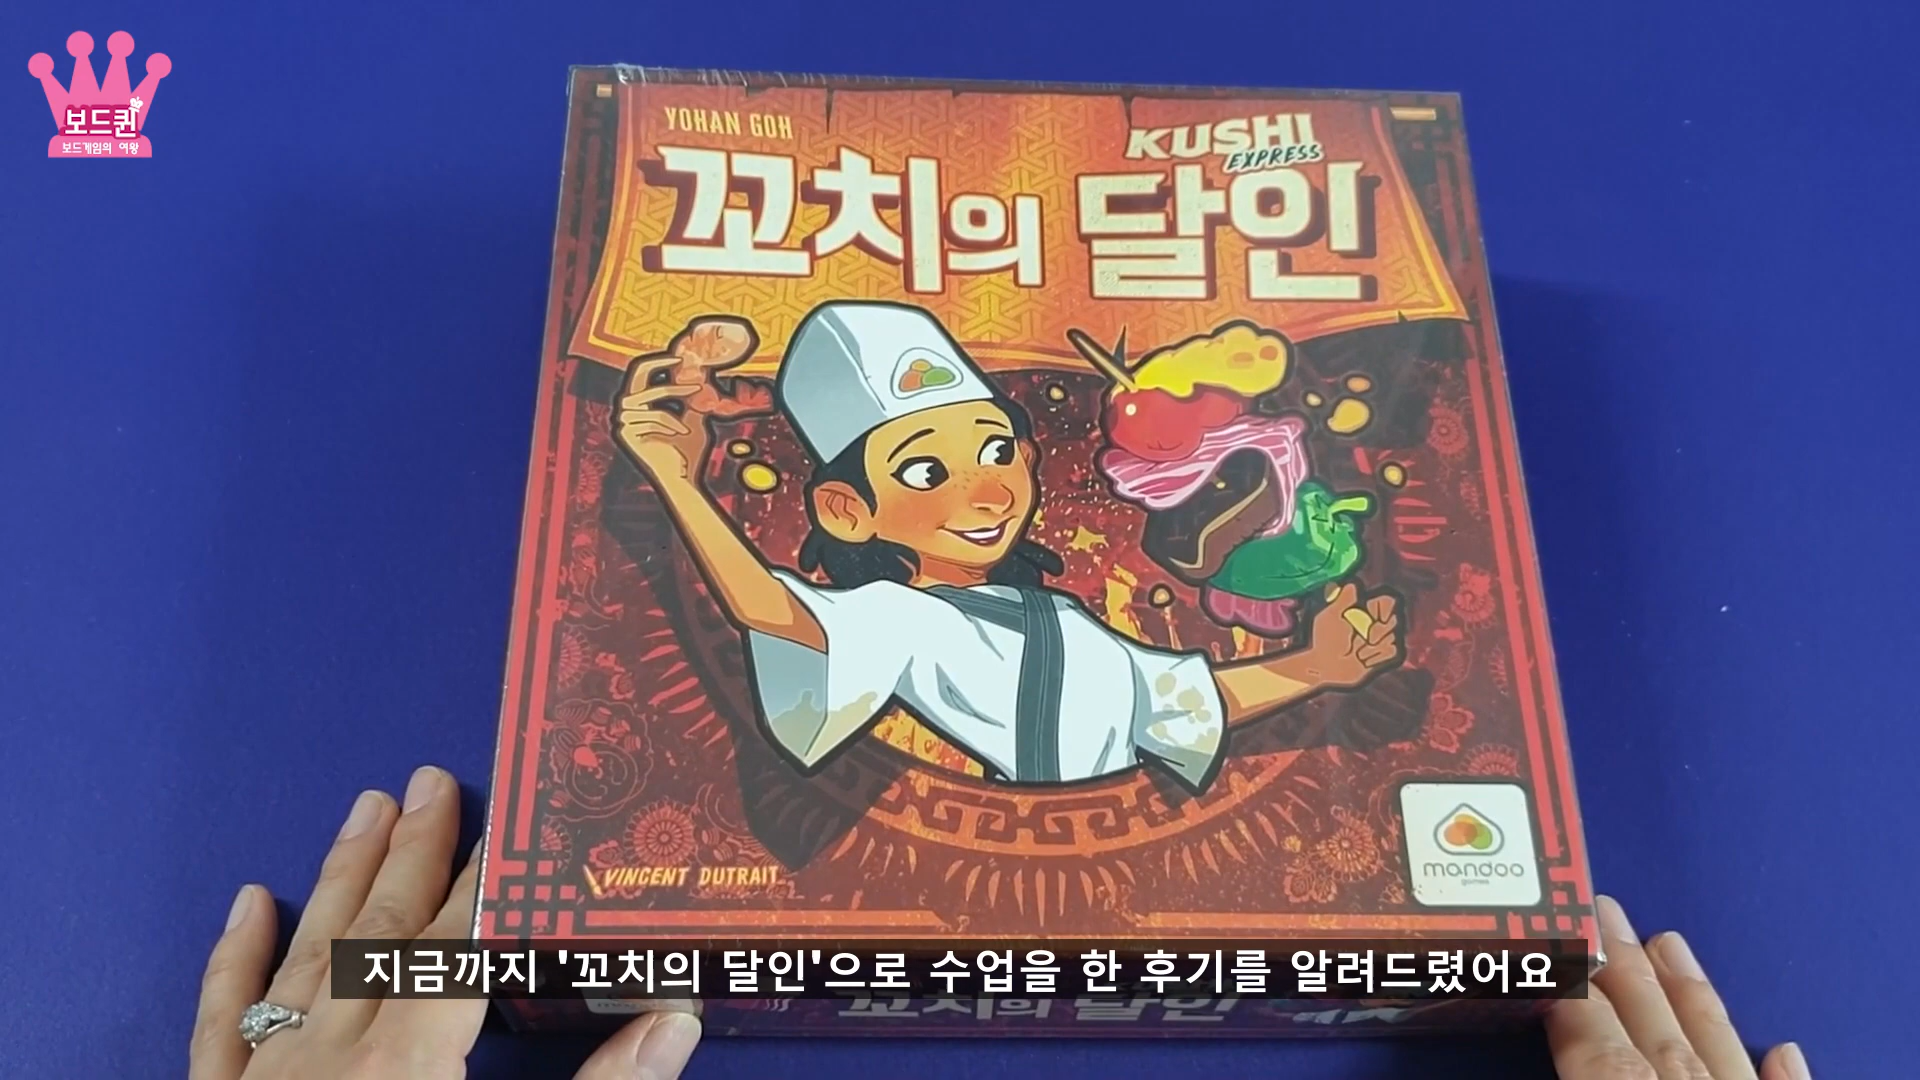 보드퀸
보드게임의 여왕
YOHAN GOH
KUSHI
EXPRESS
꼬치의 달인
VINCENT DUTRAIT
mandoo
games
지금까지 '꼬치의 달인'으로 수업을 한 후기를 알려드렸어요
꼬치의 달인